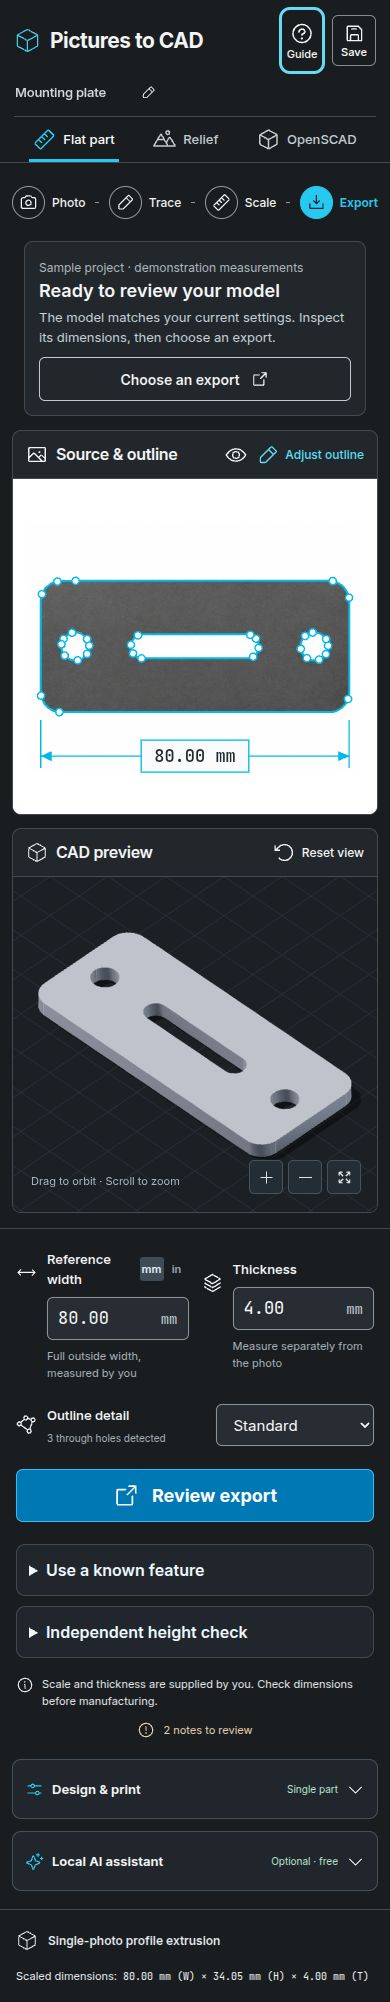 Pictures to CAD
Guide
Save
Mounting plate
Flat part
Relief
OpenSCAD
Photo - Trace - Scale - Export
Sample project · demonstration measurements
Ready to review your model
The model matches your current settings. Inspect
its dimensions, then choose an export.
Choose an export
Source & outline
Adjust outline
80.00 mm
CAD preview
Reset view
Drag to orbit · Scroll to zoom
Reference
width
mm in
80.00 mm
Full outside width,
measured by you
Thickness
4.00 mm
Measure separately from
the photo
Outline detail
3 through holes detected
Standard
Review export
Use a known feature
Independent height check
Scale and thickness are supplied by you. Check dimensions
before manufacturing.
2 notes to review
Design & print
Single part
Local AI assistant
Optional · free
Single-photo profile extrusion
Scaled dimensions: 80.00 mm (W) × 34.05 mm (H) × 4.00 mm (T)